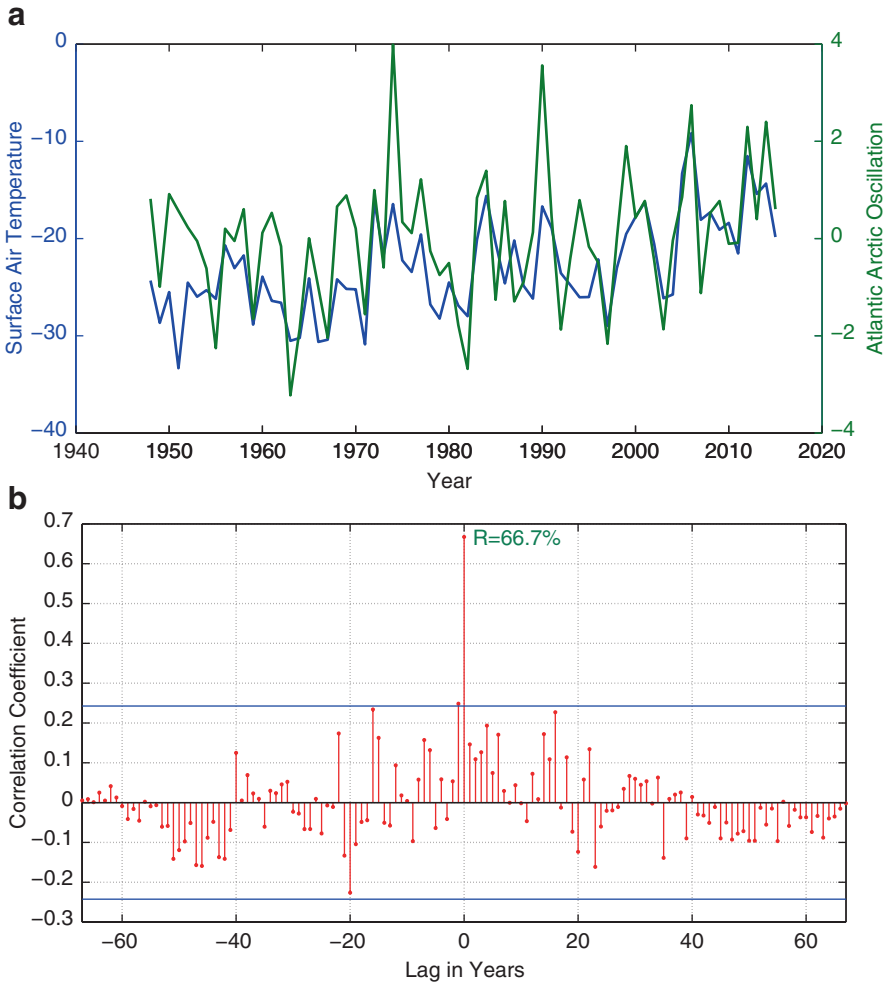 a
0
−10
−20
−30
−40
Surface Air Temperature
4
2
0
−2
−4
Atlantic Arctic Oscillation
1940 1950 1960 1970 1980 1990 2000 2010 2020
Year
b
0.7
0.6
0.5
0.4
0.3
0.2
0.1
0
−0.1
−0.2
−0.3
Correlation Coefficient
R=66.7%
−60 −40 −20 0 20 40 60
Lag in Years